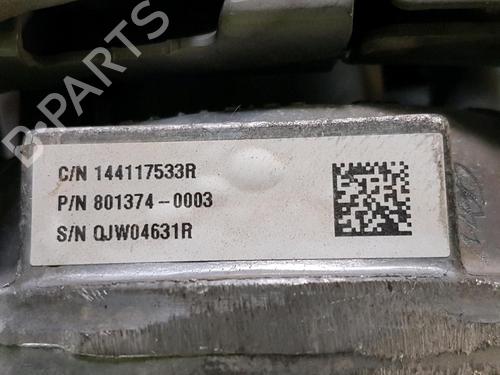 B-PARTS
C/N 144117533R
P/N 801374-0003
S/N QJW04631R